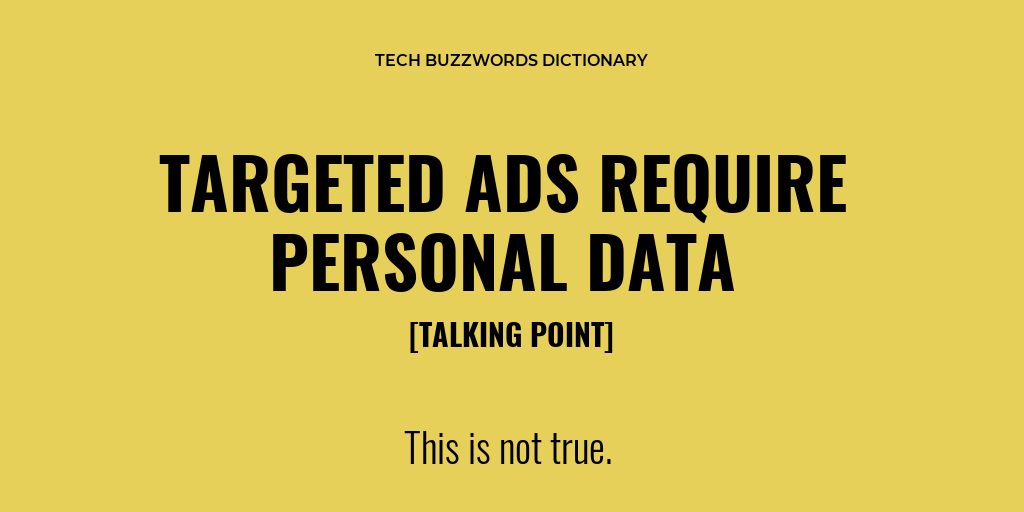 TECH BUZZWORDS DICTIONARY
TARGETED ADS REQUIRE
PERSONAL DATA
[TALKING POINT]
This is not true.